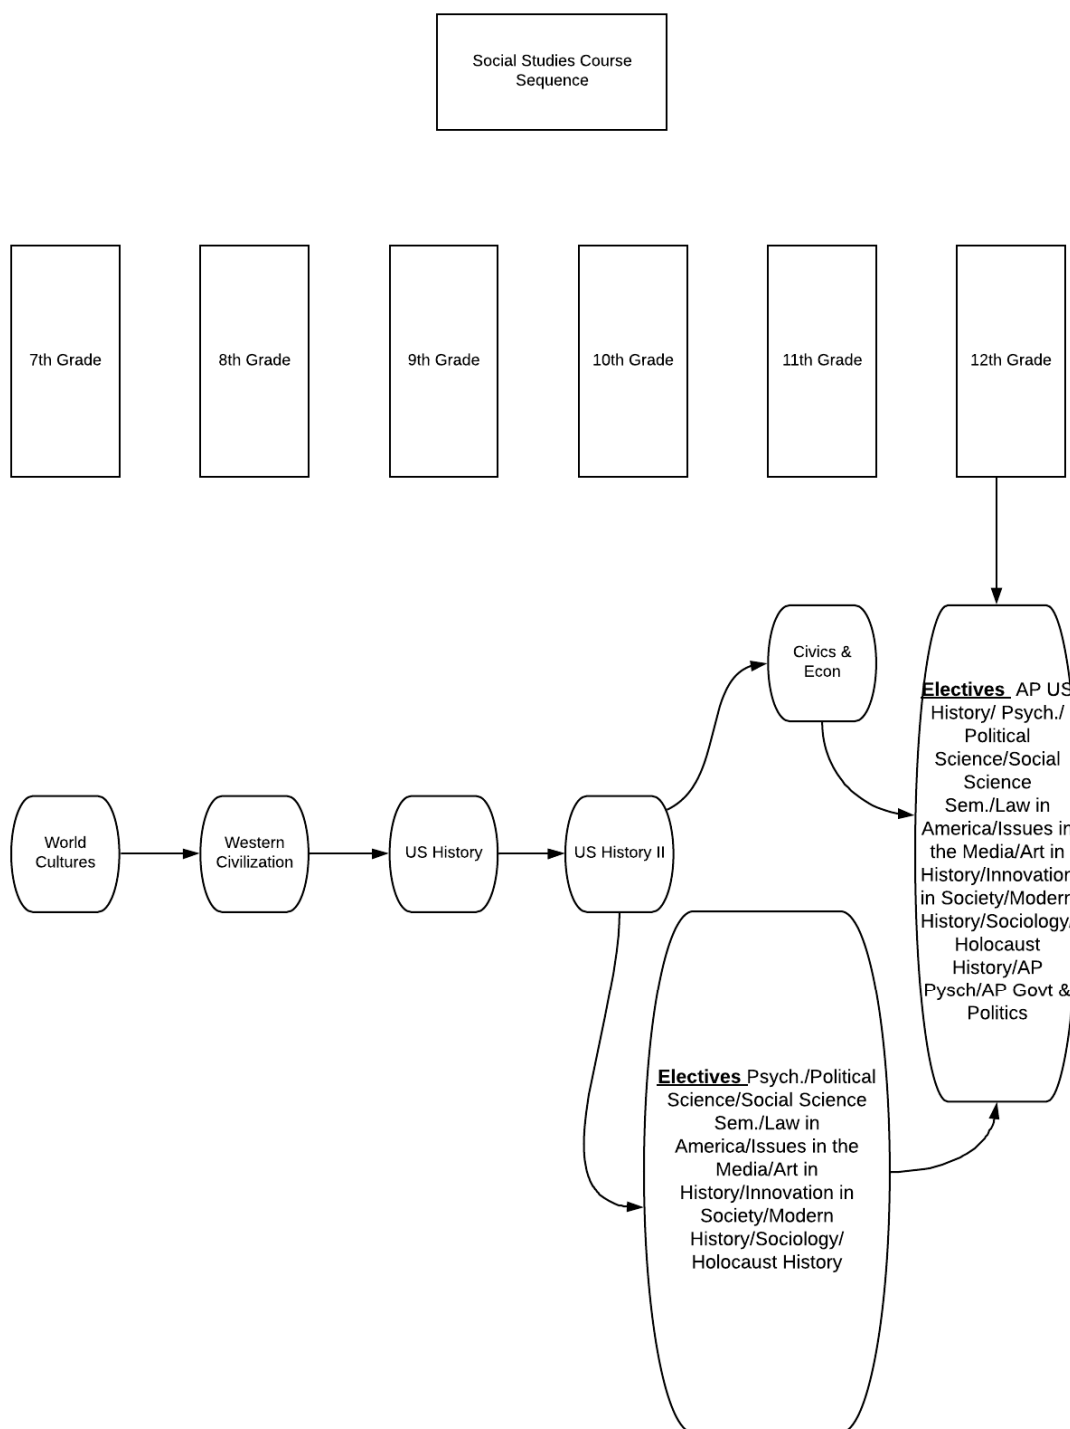 Social Studies Course
Sequence
7th Grade
8th Grade
9th Grade
10th Grade
11th Grade
12th Grade
Civics &
Econ
Electives  AP US
History/ Psych./
Political
Science/Social
Science
Sem./Law in
America/Issues in
the Media/Art in
History/Innovation
in Society/Modern
History/Sociology/
Holocaust
History/AP
Pysch/AP Govt &
Politics
World
Cultures
Western
Civilization
US History
US History II
Electives Psych./Political
Science/Social Science
Sem./Law in
America/Issues in the
Media/Art in
History/Innovation in
Society/Modern
History/Sociology/
Holocaust History